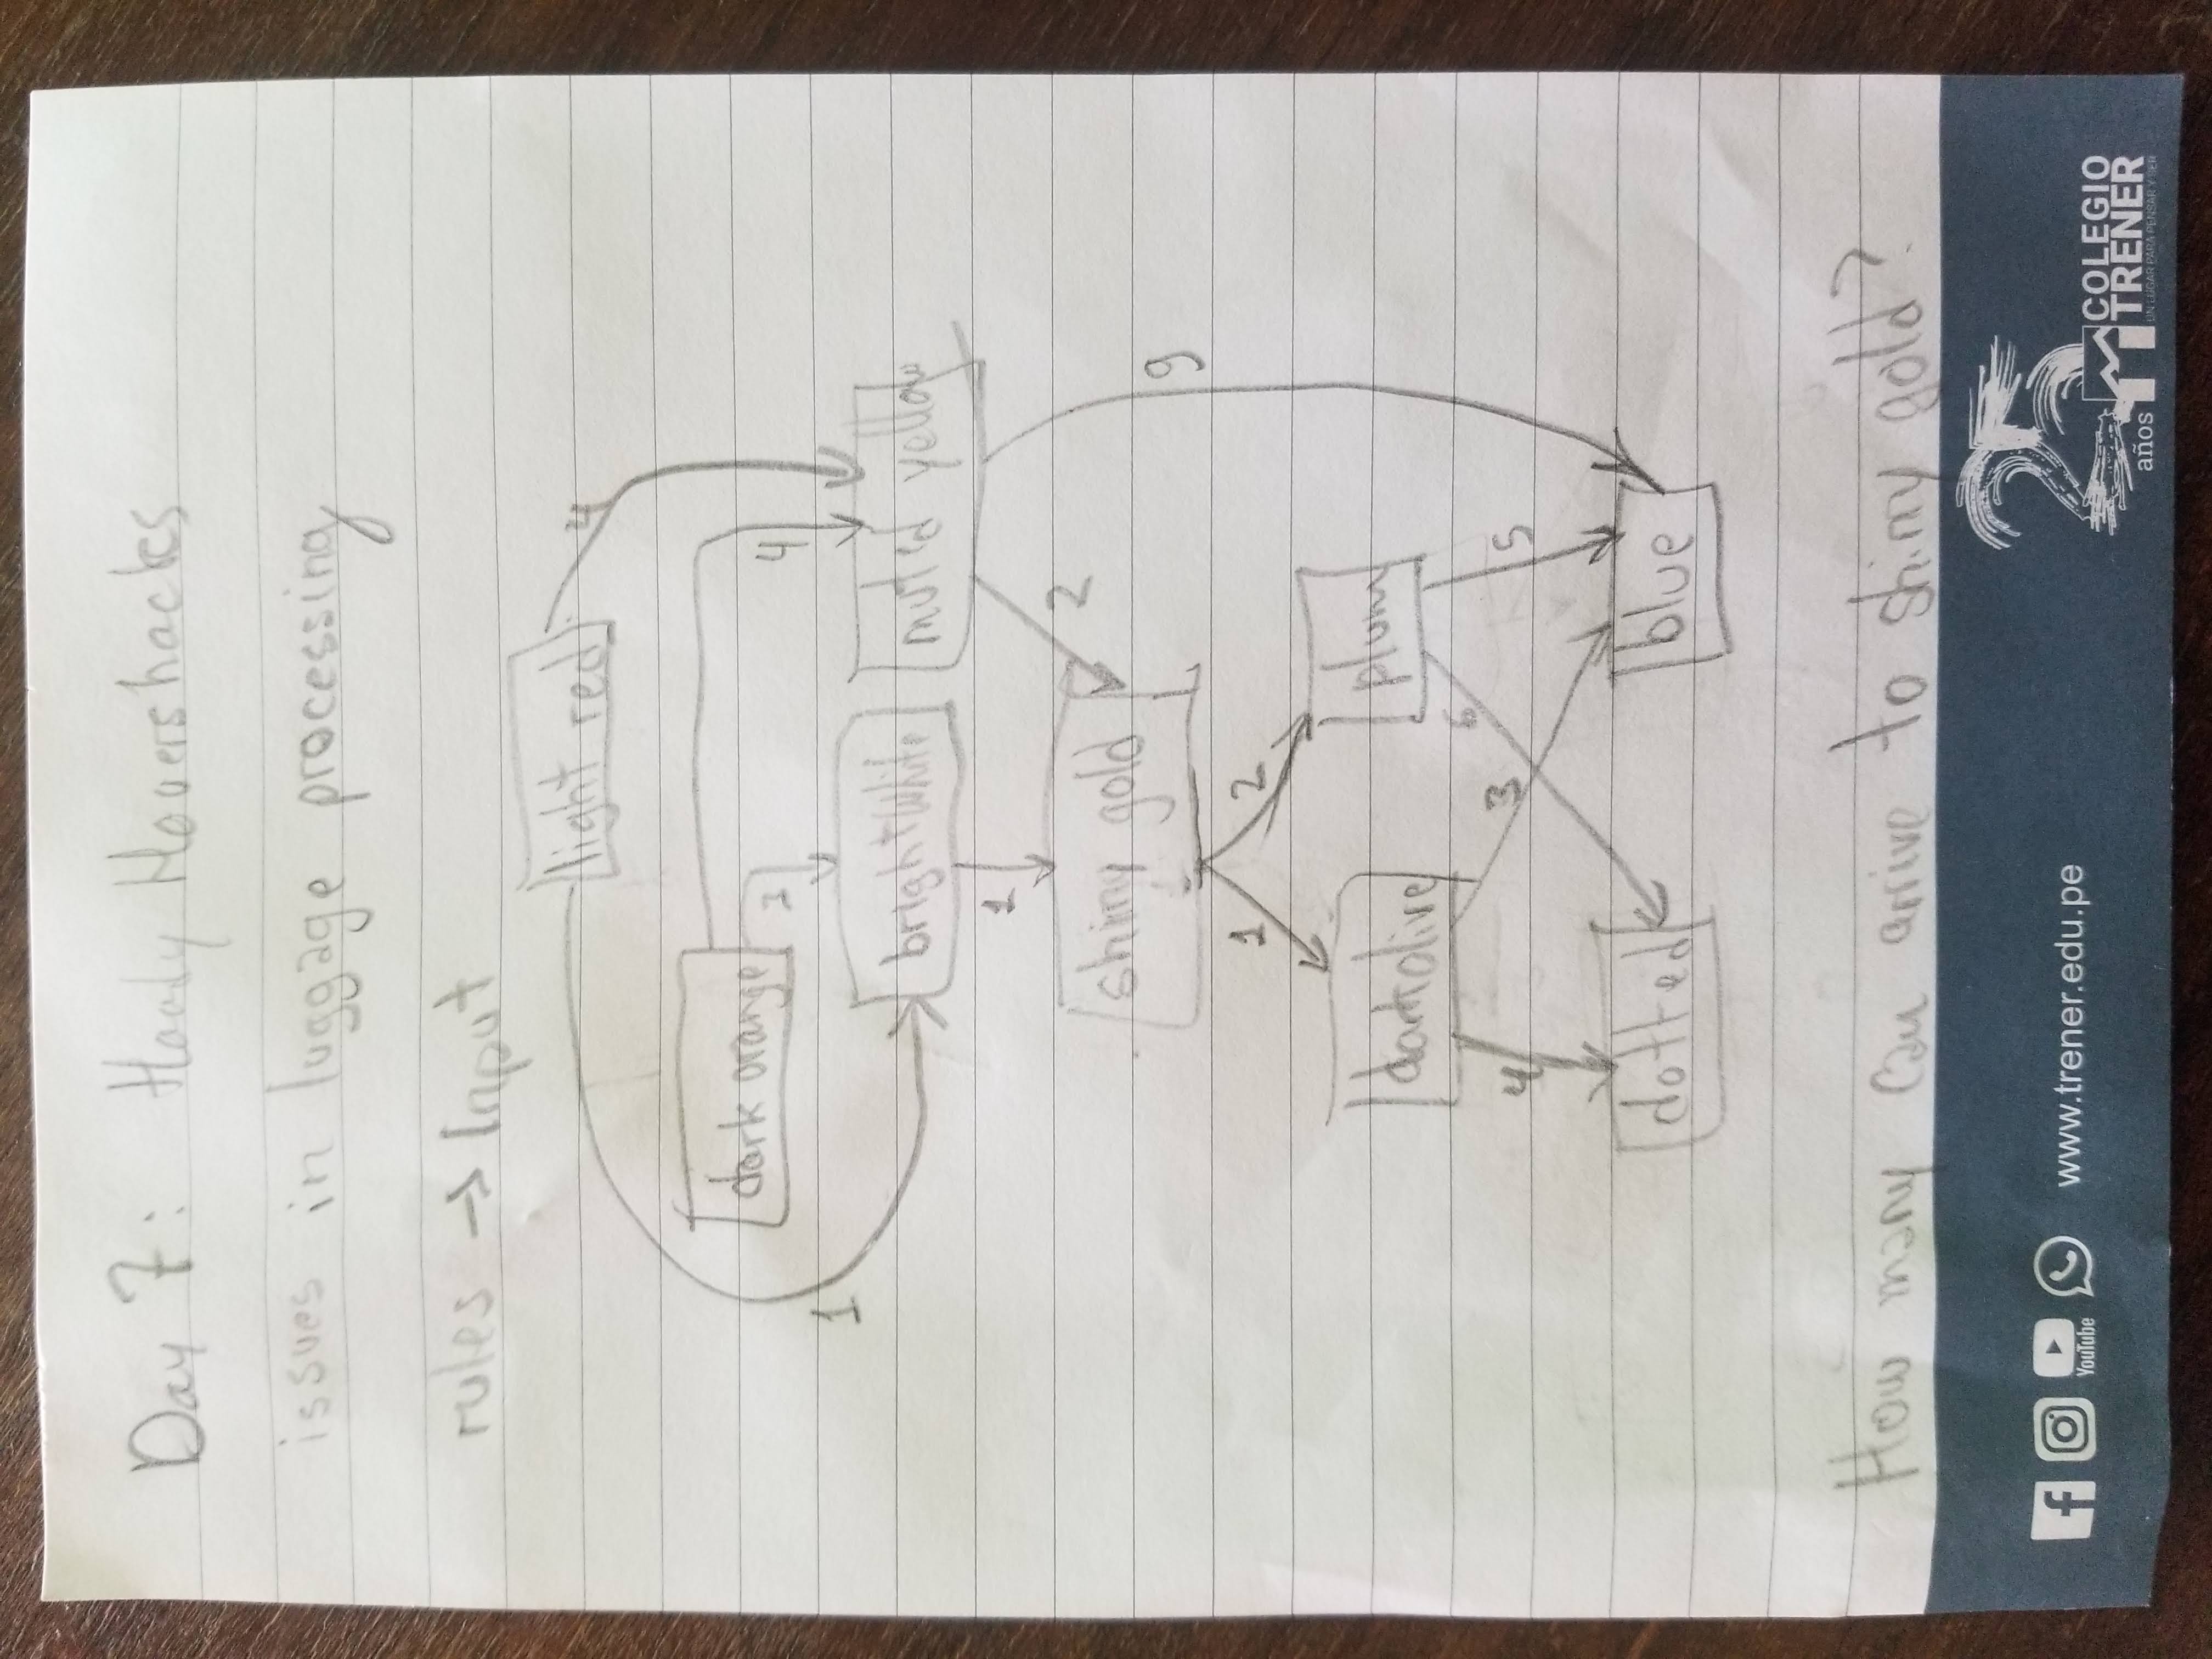 Day 7: Haady Havershacks
issues in luggage processing
rules → Input
light red
4
dark orange
3
4
1
bright white
muted yellow
1
2
shiny gold
9
1
2
dark olive
plum
4
3
6
5
dotted
blue
How many can arrive to shiny gold?
YouTube
www.trener.edu.pe
25
años
COLEGIO
TRENER
UN LUGAR PARA PENSAR Y SER